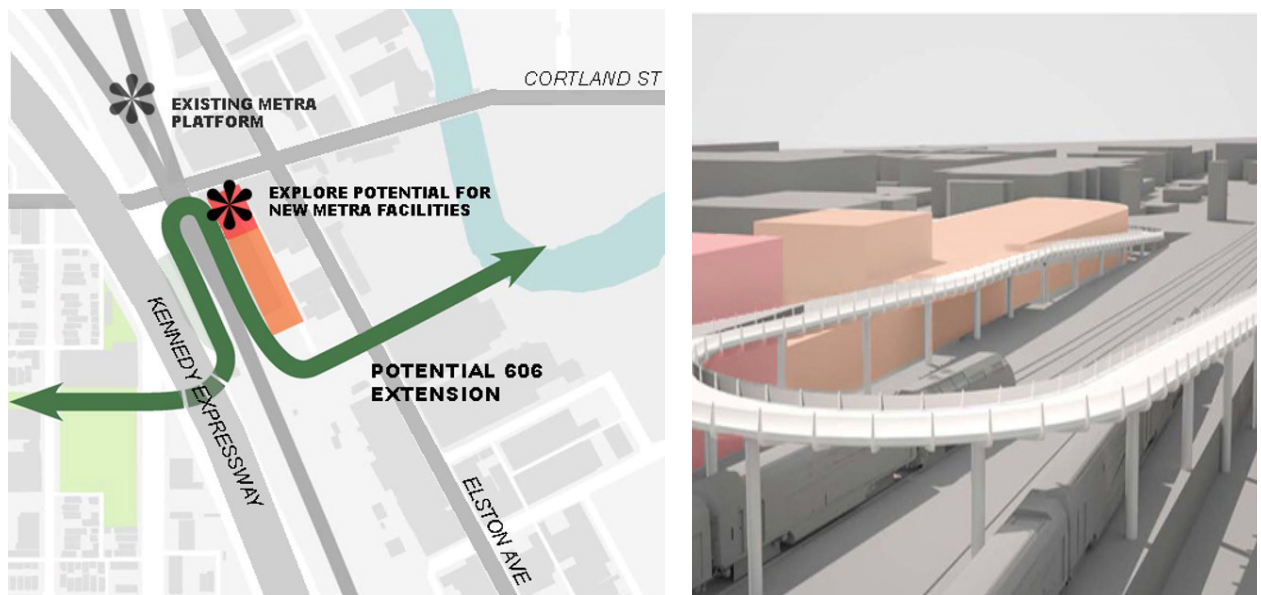 CORTLAND ST
EXISTING METRA
PLATFORM
EXPLORE POTENTIAL FOR
NEW METRA FACILITIES
KENNEDY EXPRESSWAY
POTENTIAL 606
EXTENSION
ELSTON AVE